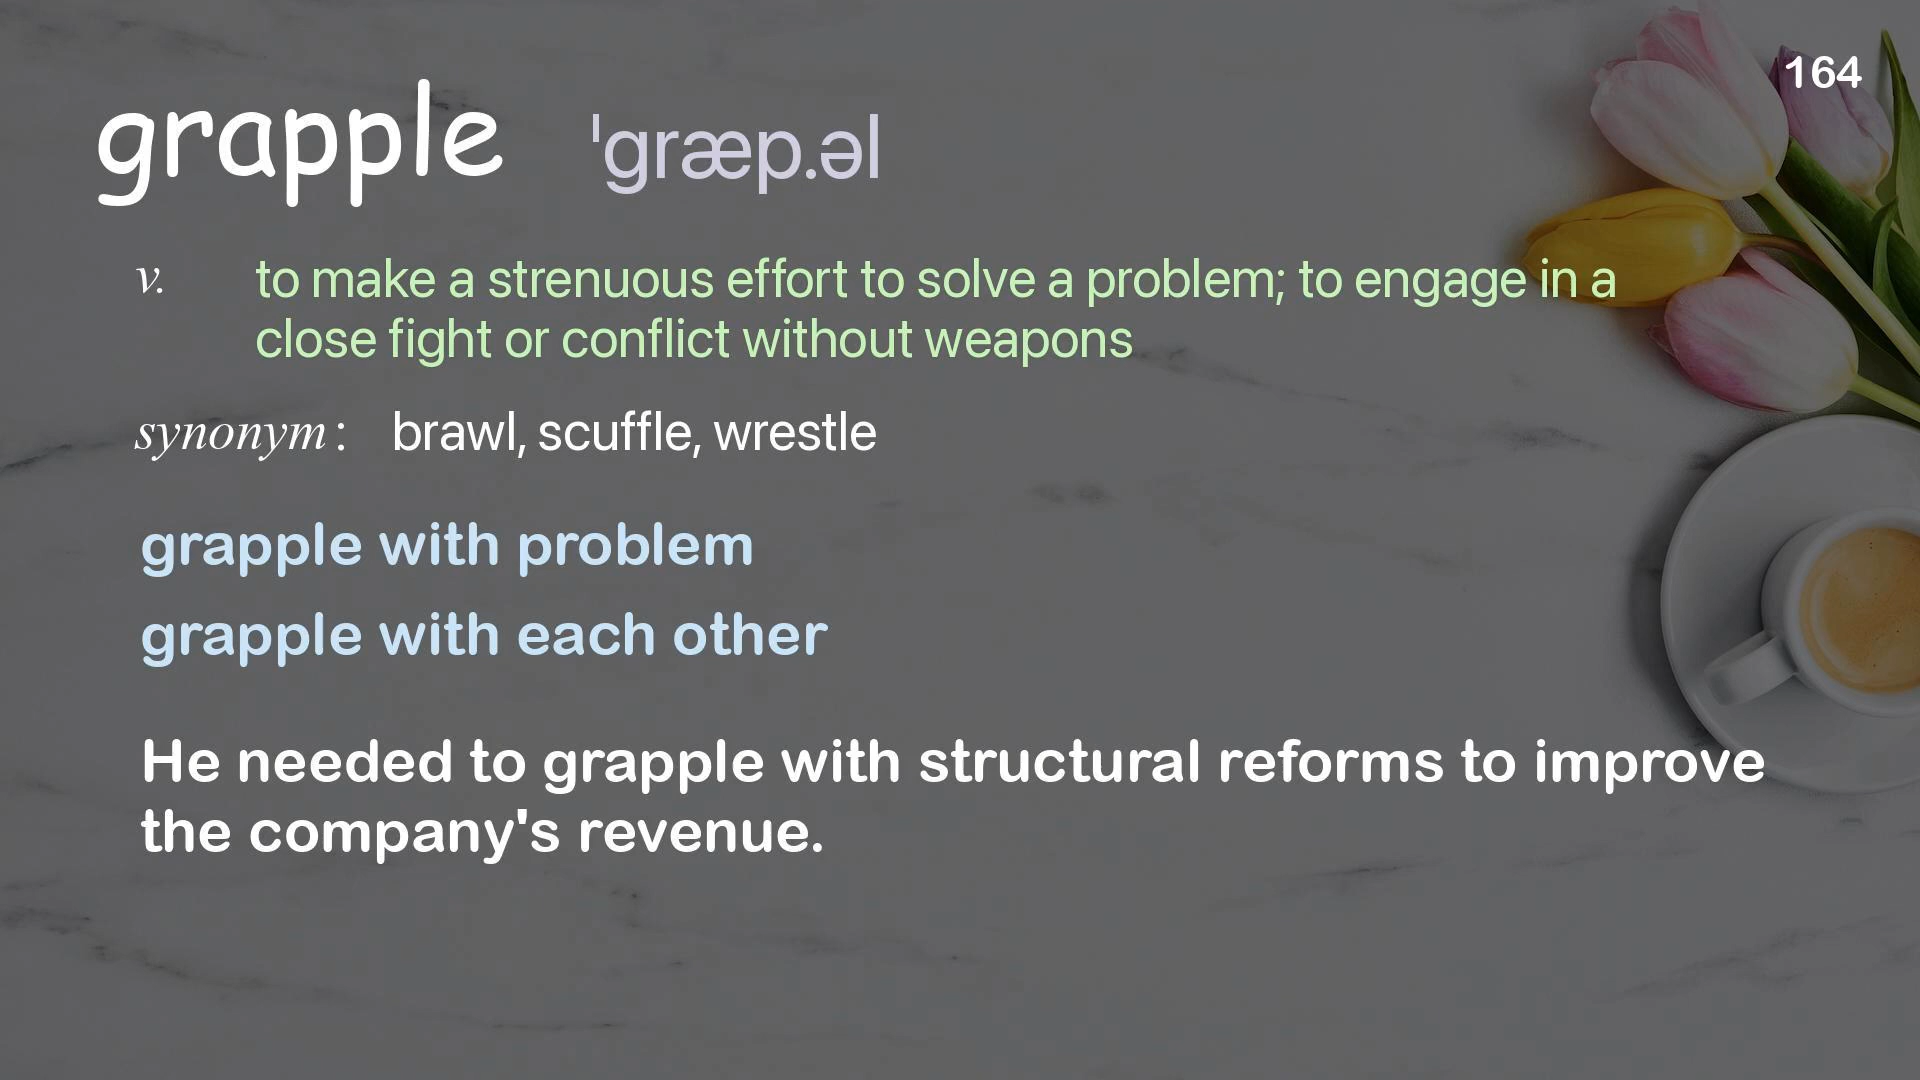 164
grapple ˈɡræp.əl
v. to make a strenuous effort to solve a problem; to engage in a
close fight or conflict without weapons
synonym: brawl, scuffle, wrestle
grapple with problem
grapple with each other
He needed to grapple with structural reforms to improve
the company's revenue.